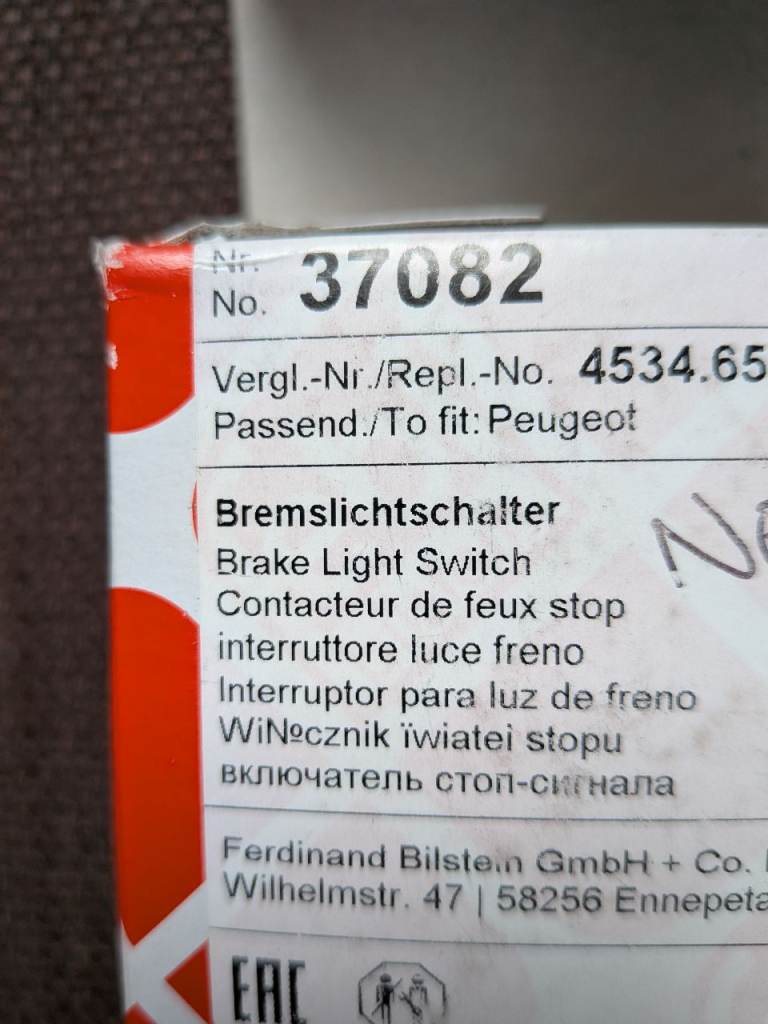 Nr.
No. 37082
Vergl.-Nr./Repl.-No. 4534.65
Passend./To fit: Peugeot
Bremslichtschalter
Brake Light Switch
Contacteur de feux stop
interruttore luce freno
Interruptor para luz de freno
WiNºcznik ïwiatei stopu
включатель стоп-сигнала
Ferdinand Bilstein GmbH + Co.
Wilhelmstr. 47 | 58256 Ennepeta
EAC